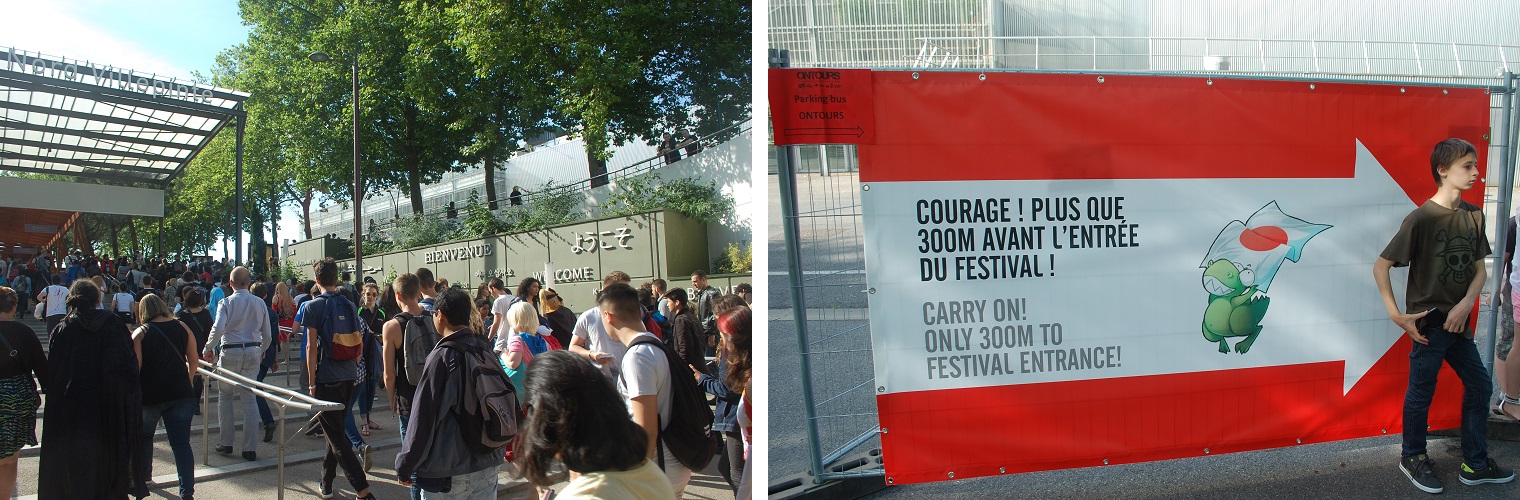 Nord Villepinte
BIENVENUE
ようこそ
WELCOME
ONTOURS
Parking bus
ONTOURS
COURAGE ! PLUS QUE
300M AVANT L'ENTRÉE
DU FESTIVAL !
CARRY ON!
ONLY 300M TO
FESTIVAL ENTRANCE!